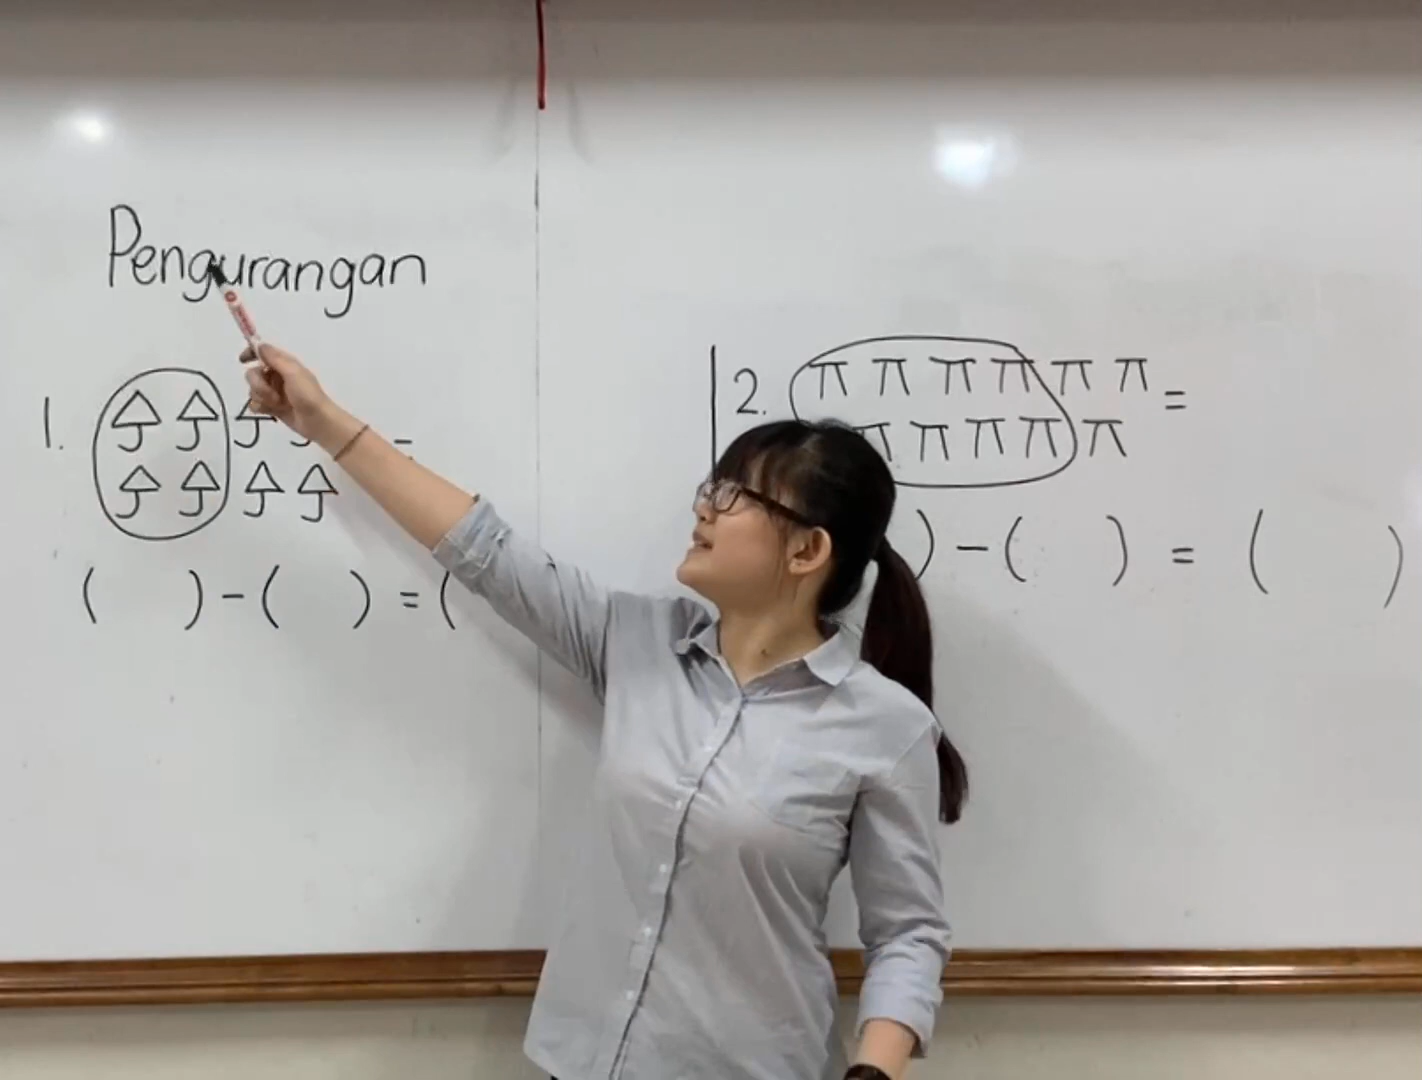 Pengurangan
1. =
( ) - ( ) = (
2. π π π π π π =
π π π π π
) - ( ) = ( )